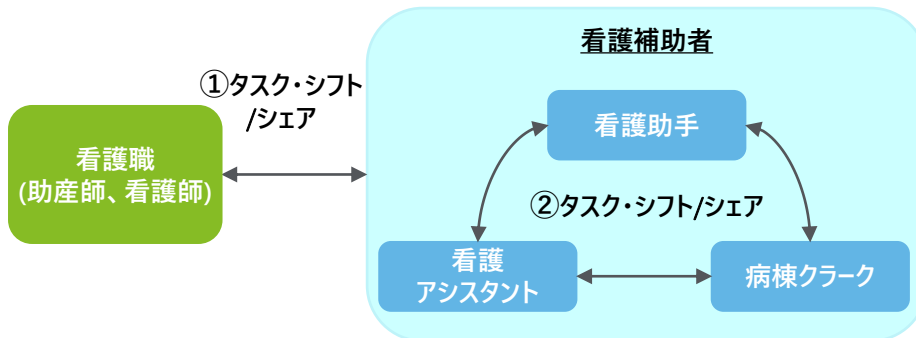 看護補助者
①タスク・シフト
/シェア
看護助手
看護職
(助産師、看護師)
②タスク・シフト/シェア
看護
アシスタント
病棟クラーク